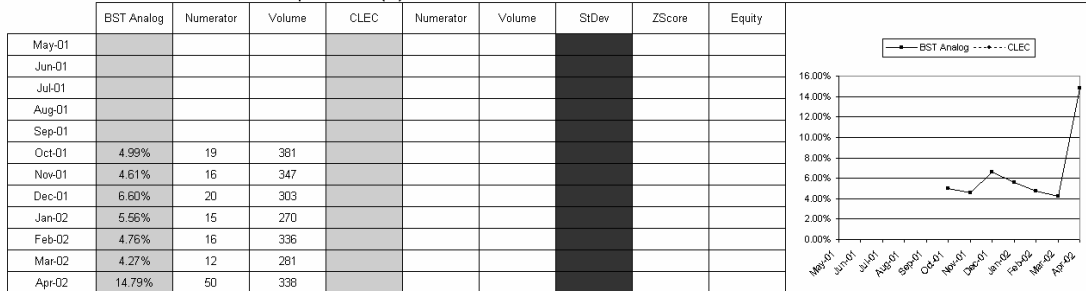 BST Analog Numerator Volume CLEC Numerator Volume StDev ZScore Equity
May-01
Jun-01
Jul-01
Aug-01
Sep-01
Oct-01 4.99% 19 381
Nov-01 4.61% 16 347
Dec-01 6.60% 20 303
Jan-02 5.56% 15 270
Feb-02 4.76% 16 336
Mar-02 4.27% 12 281
Apr-02 14.79% 50 338
BST Analog CLEC
16.00%
14.00%
12.00%
10.00%
8.00%
6.00%
4.00%
2.00%
0.00%
May-01 Jun-01 Jul-01 Aug-01 Sep-01 Oct-01 Nov-01 Dec-01 Jan-02 Feb-02 Mar-02 Apr-02